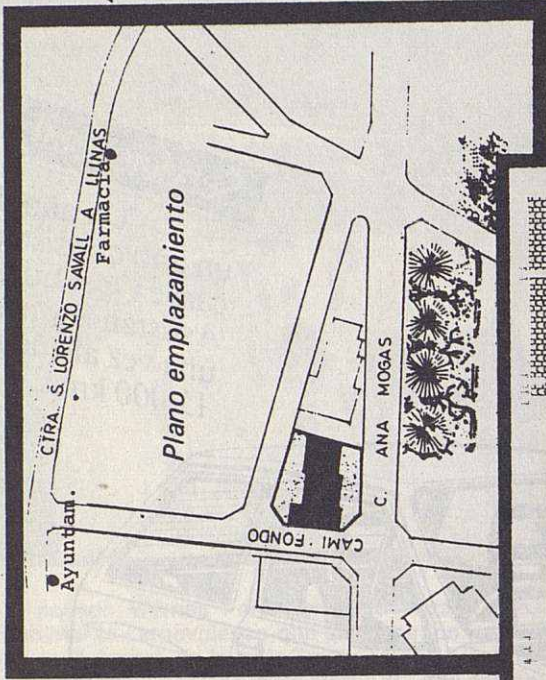 CTRA. S. LORENZO SAVALL A LLINAS
Farmacia
Ayuntam.
Plano emplazamiento
CAMI FONDO
C. ANA MOGAS